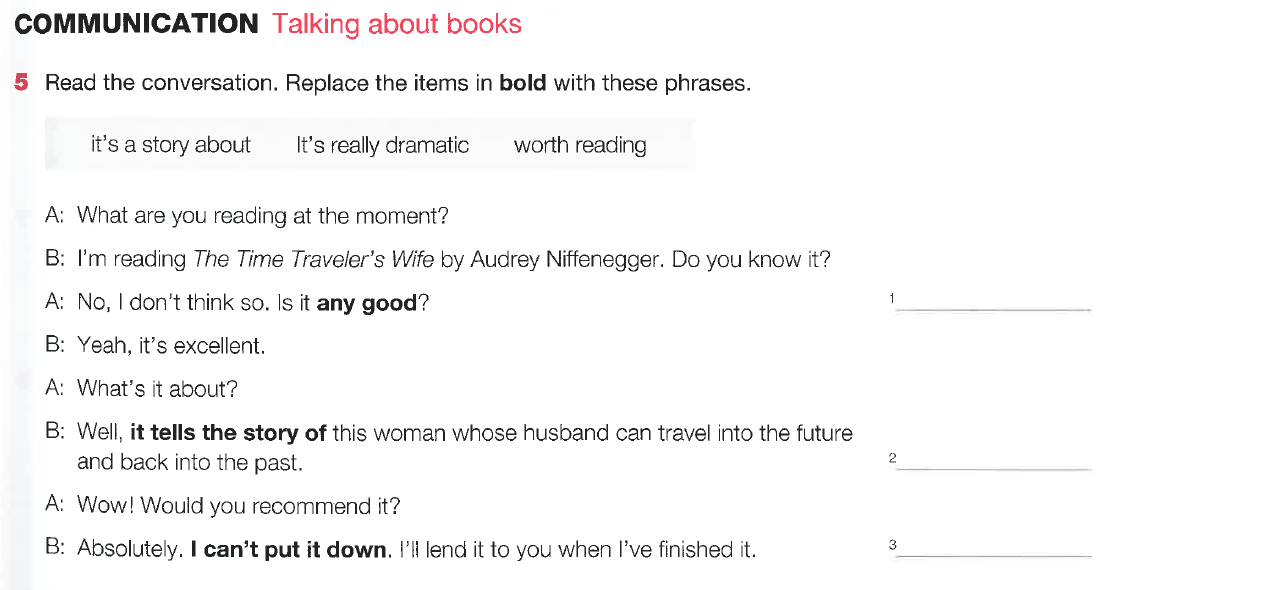 COMMUNICATION Talking about books
5 Read the conversation. Replace the items in bold with these phrases.
it's a story about It's really dramatic worth reading
A: What are you reading at the moment?
B: I'm reading The Time Traveler's Wife by Audrey Niffenegger. Do you know it?
A: No, I don't think so. Is it any good? 1
B: Yeah, it's excellent.
A: What's it about?
B: Well, it tells the story of this woman whose husband can travel into the future
and back into the past. 2
A: Wow! Would you recommend it?
B: Absolutely. I can't put it down. I'll lend it to you when I've finished it. 3